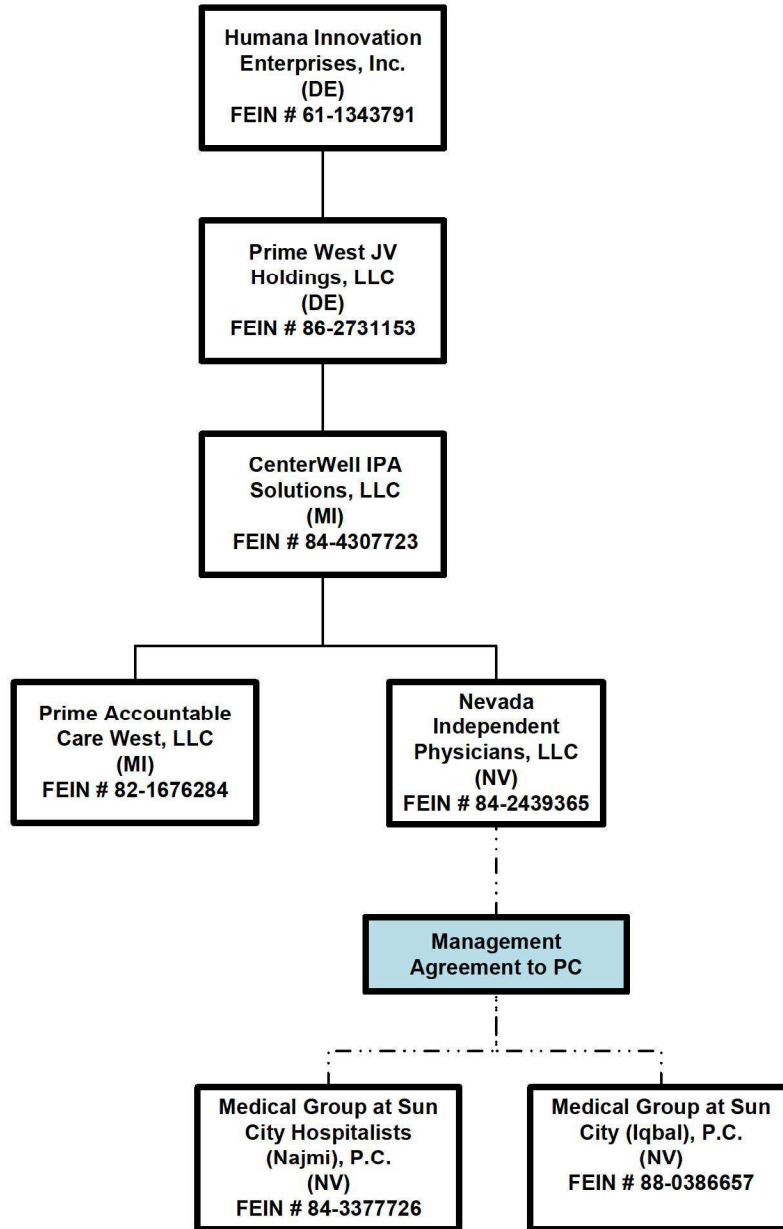 Humana Innovation
Enterprises, Inc.
(DE)
FEIN # 61-1343791
Prime West JV
Holdings, LLC
(DE)
FEIN # 86-2731153
CenterWell IPA
Solutions, LLC
(MI)
FEIN # 84-4307723
Prime Accountable
Care West, LLC
(MI)
FEIN # 82-1676284
Nevada
Independent
Physicians, LLC
(NV)
FEIN # 84-2439365
Management
Agreement to PC
Medical Group at Sun
City Hospitalists
(Najmi), P.C.
(NV)
FEIN # 84-3377726
Medical Group at Sun
City (Iqbal), P.C.
(NV)
FEIN # 88-0386657